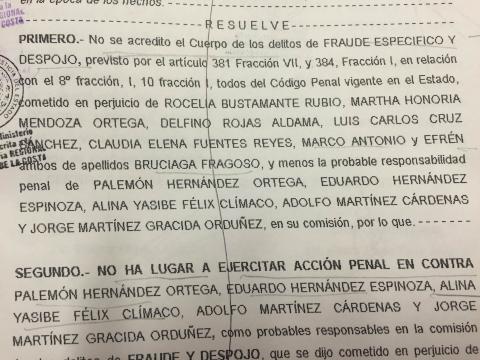 en la época de los hechos.
- - - - - - - - - - - - - - - - - - R E S U E L V E - - - - - - - - - - - - - - - - - -
PRIMERO.- No se acredito el Cuerpo de los delitos de FRAUDE ESPECIFICO Y
DESPOJO, previsto por el artículo 381 Fracción VII, y 384, Fracción I, en relación
con el 8º fracción, I, 10 fracción I, todos del Código Penal vigente en el Estado,
cometido en perjuicio de ROCELIA BUSTAMANTE RUBIO, MARTHA HONORIA
MENDOZA ORTEGA, DELFINO ROJAS ALDAMA, LUIS CARLOS CRUZ
SÁNCHEZ, CLAUDIA ELENA FUENTES REYES, MARCO ANTONIO y EFRÉN
ambos de apellidos BRUCIAGA FRAGOSO, y menos la probable responsabilidad
penal de PALEMÓN HERNÁNDEZ ORTEGA, EDUARDO HERNÁNDEZ
ESPINOZA, ALINA YASIBE FÉLIX CLÍMACO, ADOLFO MARTÍNEZ CÁRDENAS
Y JORGE MARTÍNEZ GRACIDA ORDUÑEZ, en su comisión, por lo que. - - - - - - - -
SEGUNDO.- NO HA LUGAR A EJERCITAR ACCIÓN PENAL EN CONTRA
PALEMÓN HERNÁNDEZ ORTEGA, EDUARDO HERNÁNDEZ ESPINOZA, ALINA
YASIBE FÉLIX CLÍMACO, ADOLFO MARTÍNEZ CÁRDENAS Y JORGE
MARTÍNEZ GRACIDA ORDUÑEZ, como probables responsables en la comisión
delitos de FRAUDE Y DESPOJO, que se dijo cometido en perjuicio de
COSTA
REGIONAL
DE LA COSTA